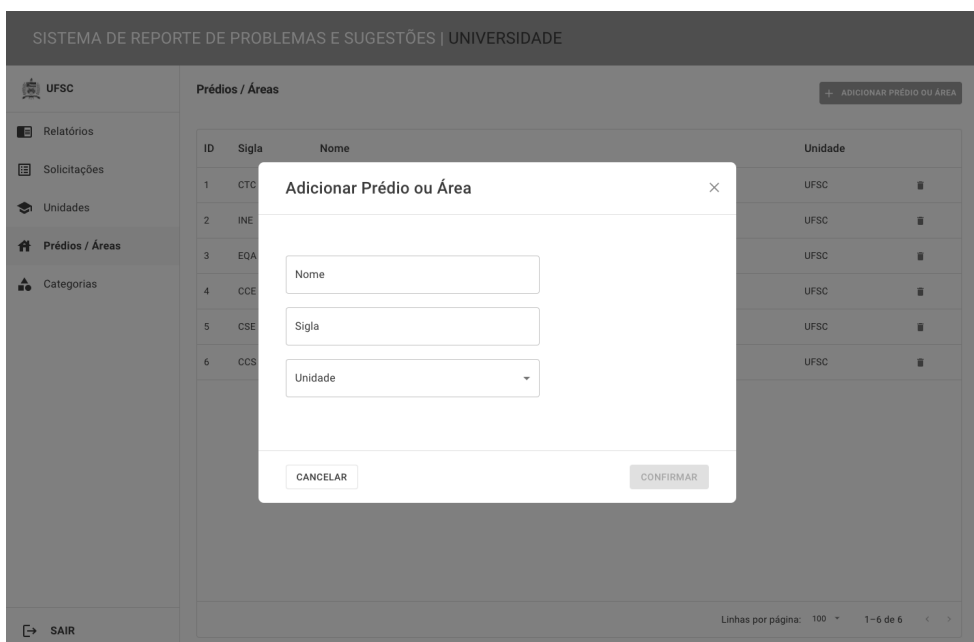 SISTEMA DE REPORTE DE PROBLEMAS E SUGESTÕES | UNIVERSIDADE
UFSC
Prédios / Áreas
+ ADICIONAR PRÉDIO OU ÁREA
Relatórios
Solicitações
Unidades
Prédios / Áreas
Categorias
SAIR
ID Sigla Nome Unidade
1 CTC UFSC
2 INE UFSC
3 EQA UFSC
4 CCE UFSC
5 CSE UFSC
6 CCS UFSC
Adicionar Prédio ou Área
Nome
Sigla
Unidade
CANCELAR CONFIRMAR
Linhas por página: 100 1–6 de 6